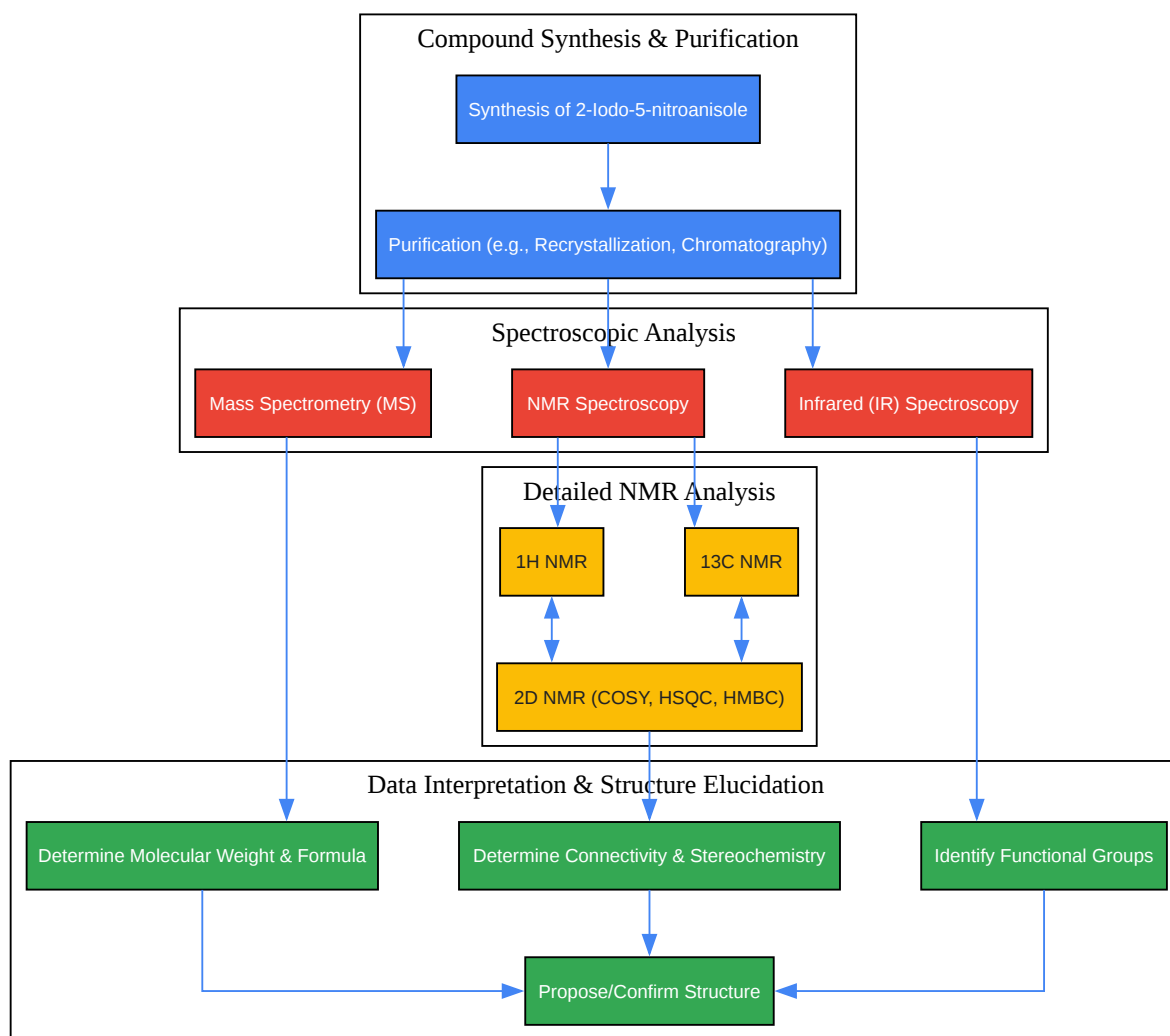 Compound Synthesis & Purification
Synthesis of 2-Iodo-5-nitroanisole
Purification (e.g., Recrystallization, Chromatography)
Spectroscopic Analysis
Mass Spectrometry (MS)
NMR Spectroscopy
Infrared (IR) Spectroscopy
Detailed NMR Analysis
1H NMR
13C NMR
2D NMR (COSY, HSQC, HMBC)
Data Interpretation & Structure Elucidation
Determine Molecular Weight & Formula
Determine Connectivity & Stereochemistry
Identify Functional Groups
Propose/Confirm Structure